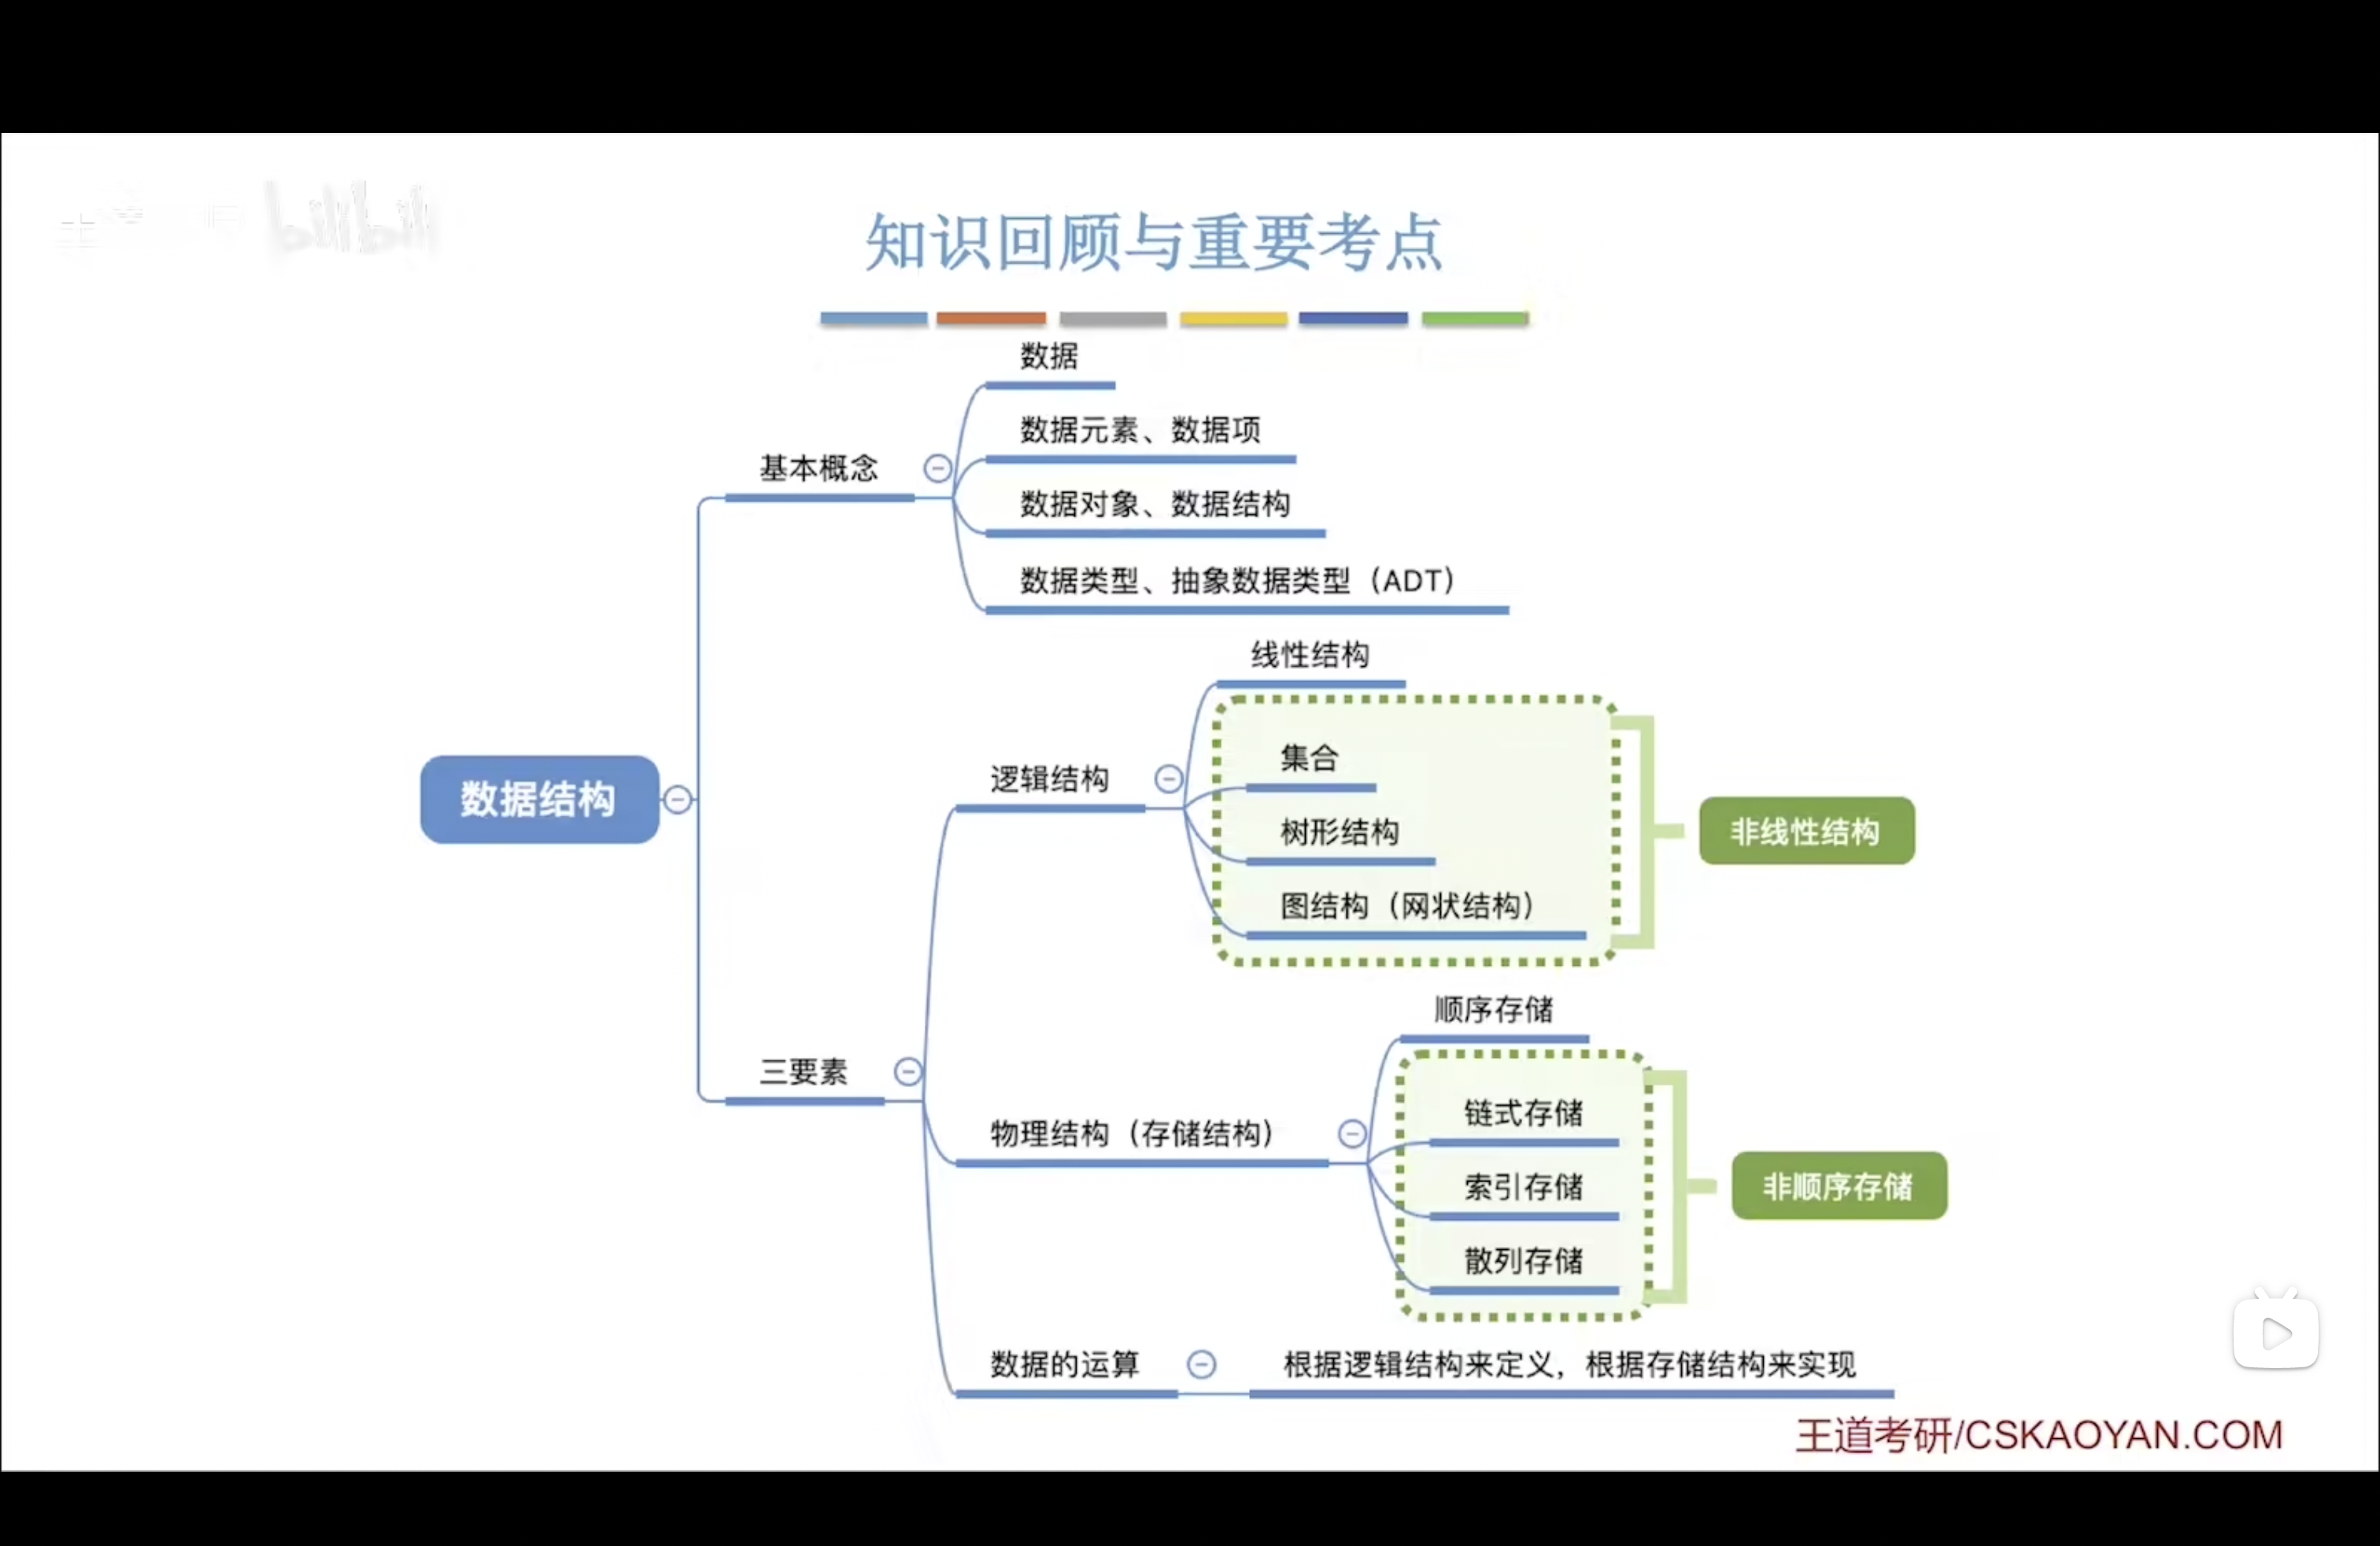 bilibili
知识回顾与重要考点
数据
数据元素、数据项
基本概念
数据对象、数据结构
数据类型、抽象数据类型（ADT）
线性结构
集合
逻辑结构
树形结构
非线性结构
数据结构
图结构（网状结构）
顺序存储
三要素
链式存储
物理结构（存储结构）
索引存储
非顺序存储
散列存储
数据的运算
根据逻辑结构来定义，根据存储结构来实现
王道考研/CSKAOYAN.COM